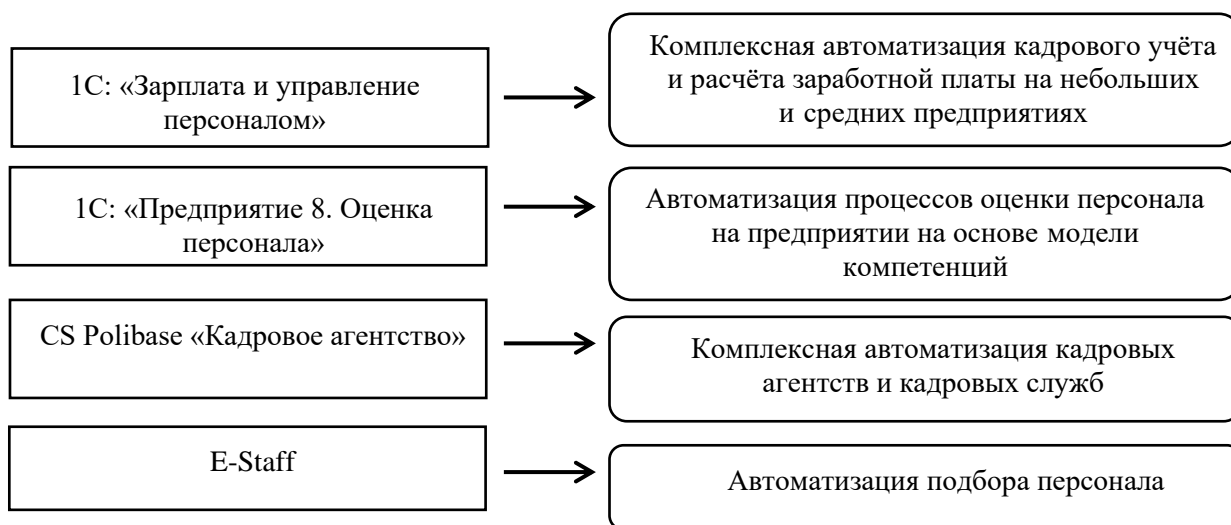 1С: «Зарплата и управление
персоналом»
Комплексная автоматизация кадрового учёта
и расчёта заработной платы на небольших
и средних предприятиях
1С: «Предприятие 8. Оценка
персонала»
Автоматизация процессов оценки персонала
на предприятии на основе модели
компетенций
CS Polibase «Кадровое агентство»
Комплексная автоматизация кадровых
агентств и кадровых служб
E-Staff
Автоматизация подбора персонала